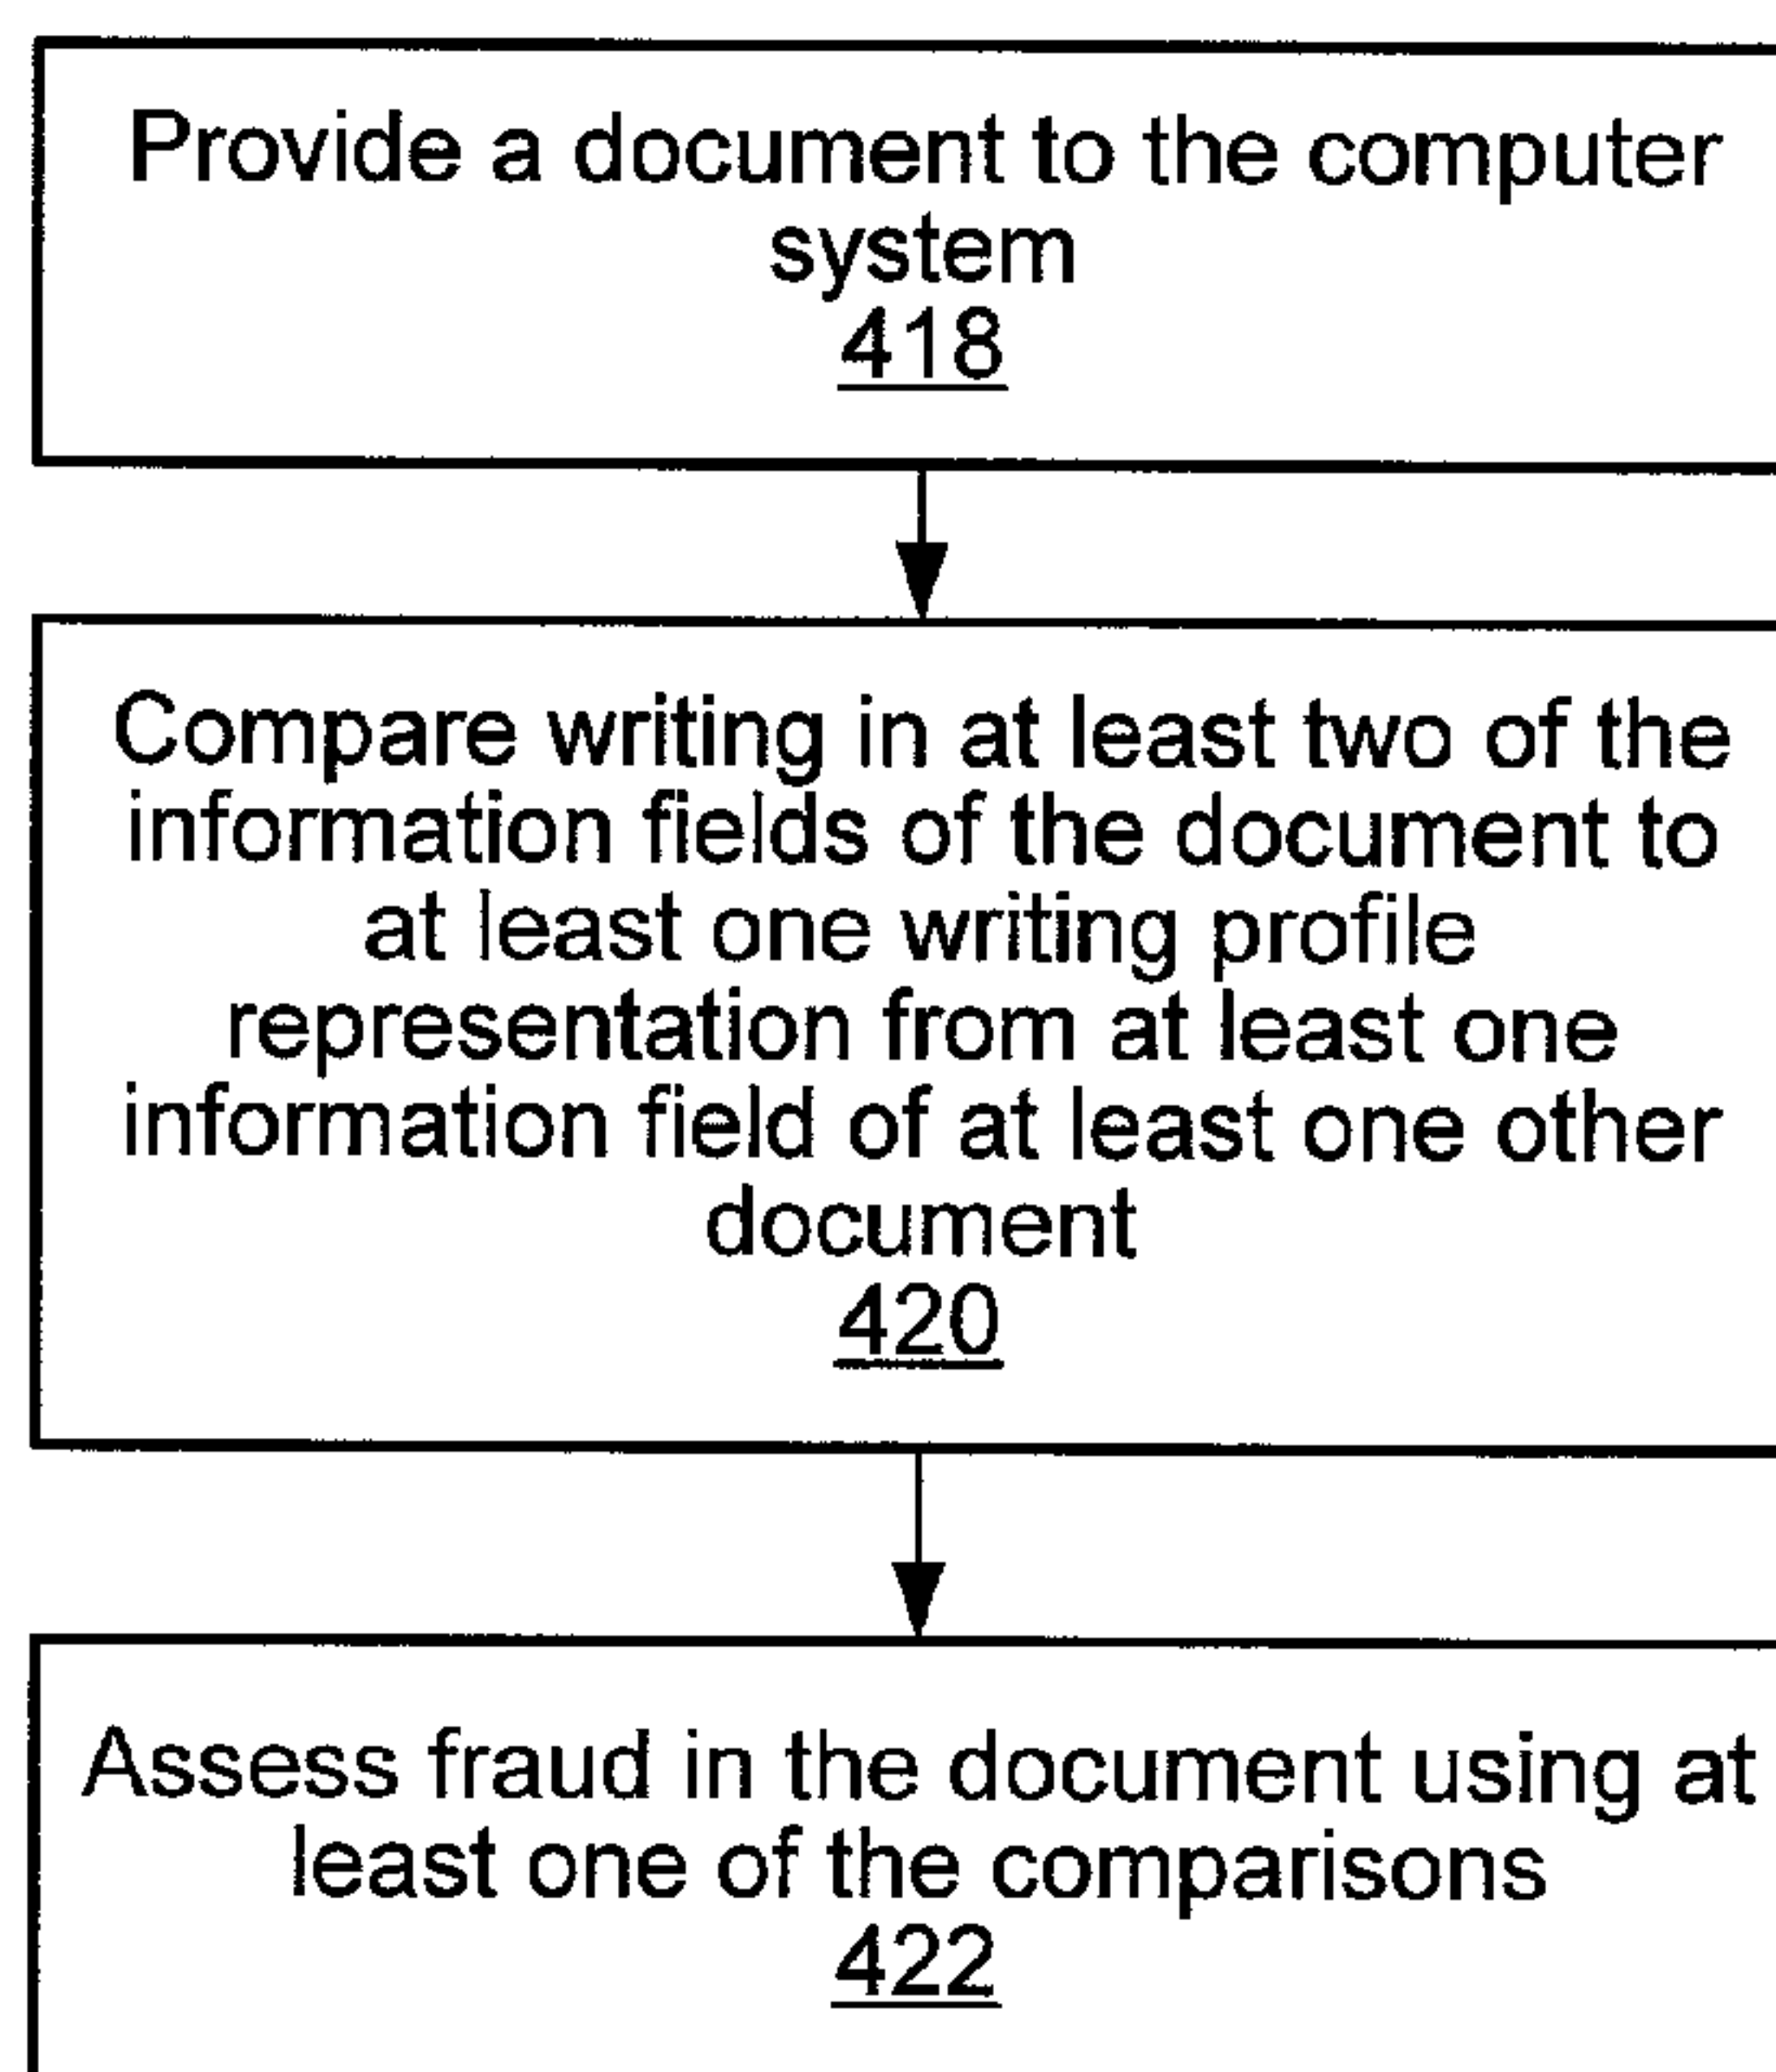 Provide a document to the computer
system
418
Compare writing in at least two of the
information fields of the document to
at least one writing profile
representation from at least one
information field of at least one other
document
420
Assess fraud in the document using at
least one of the comparisons
422